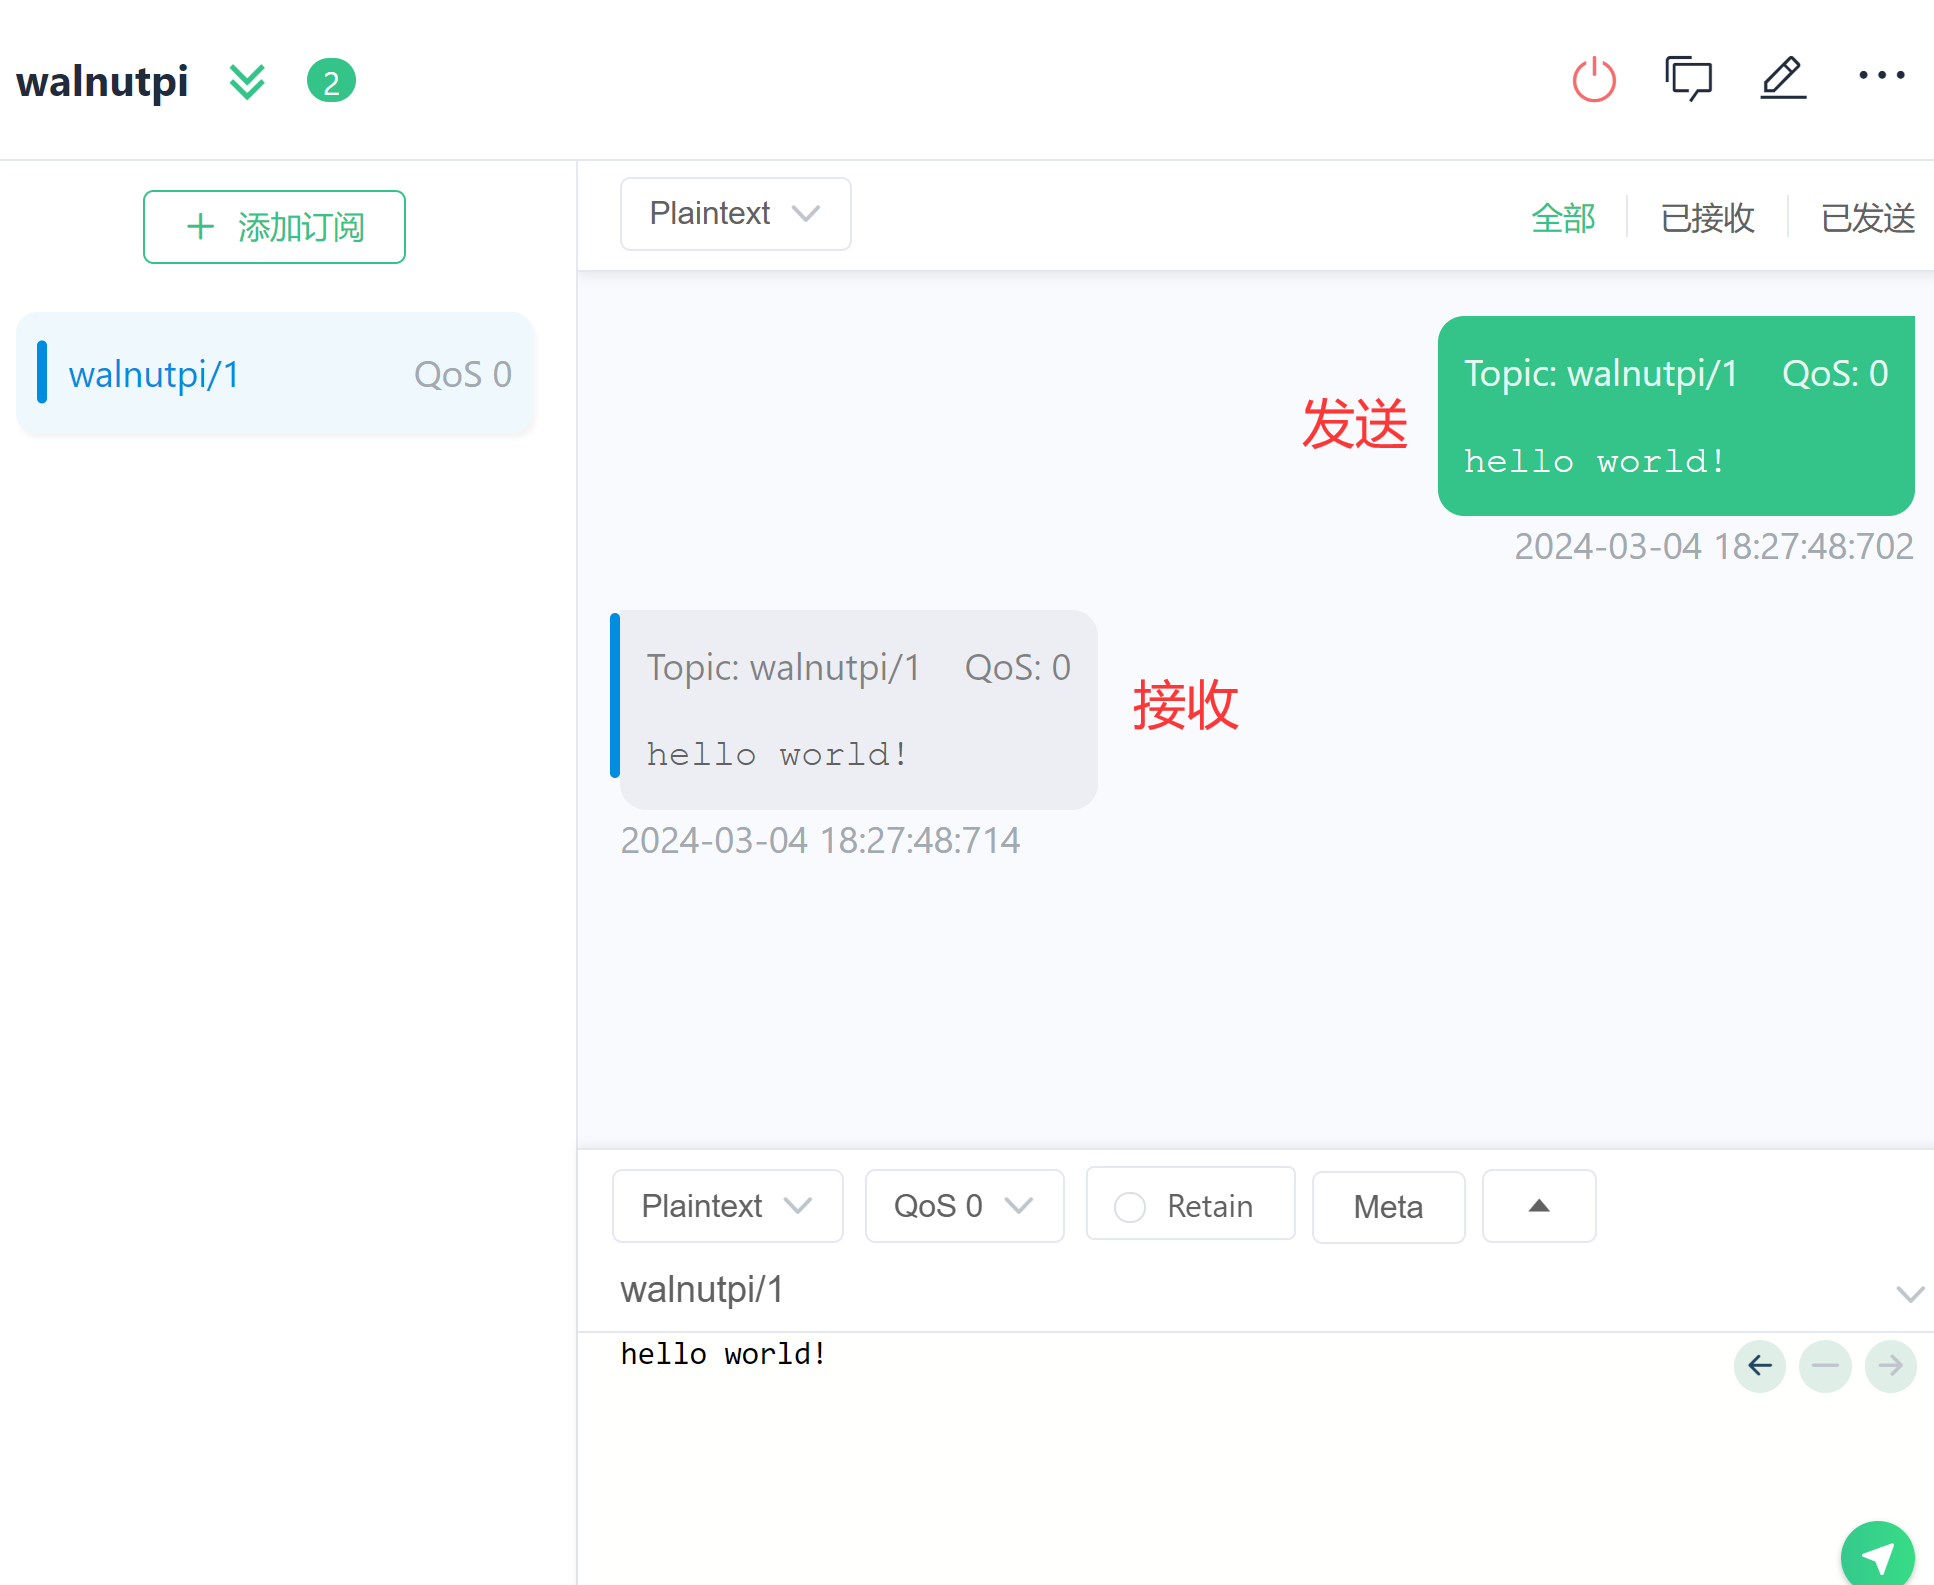 walnutpi 2
添加订阅
walnutpi/1 QoS 0
Plaintext 全部 已接收 已发送
Topic: walnutpi/1 QoS: 0
发送
hello world!
2024-03-04 18:27:48:702
Topic: walnutpi/1 QoS: 0
接收
hello world!
2024-03-04 18:27:48:714
Plaintext QoS 0 Retain Meta
walnutpi/1
hello world!